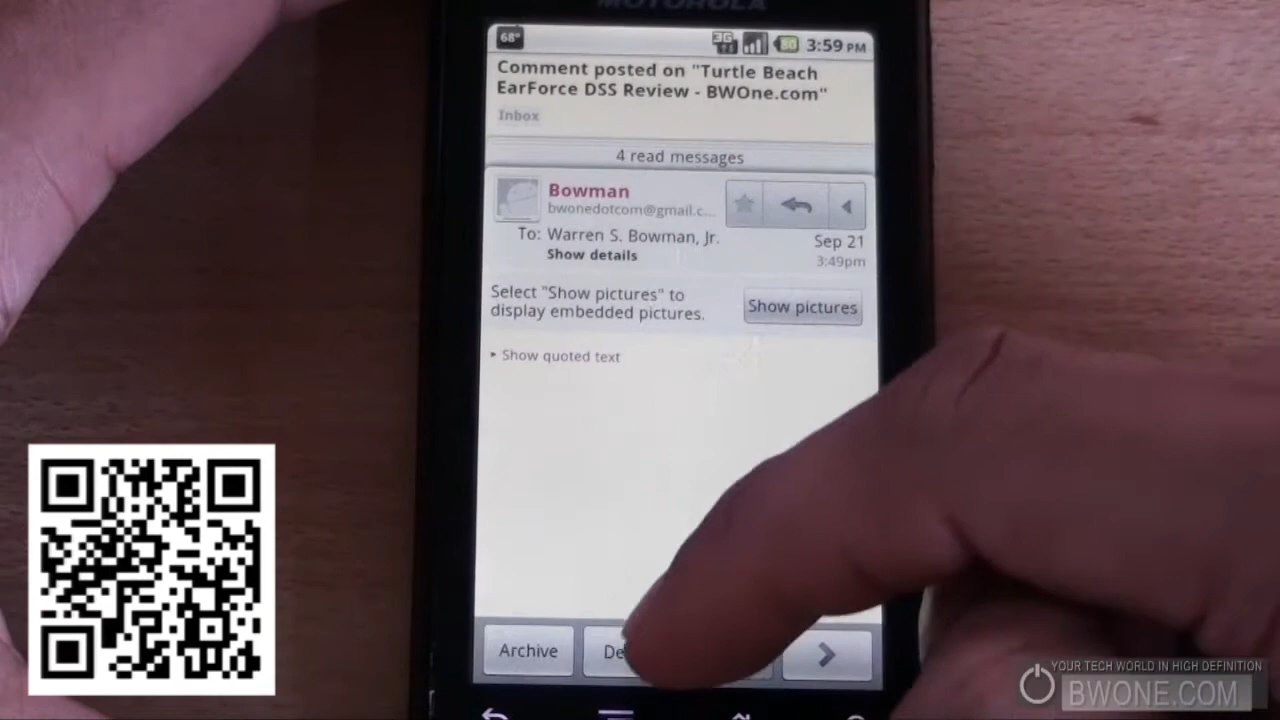 MOTOROLA
68°
3G
80
3:59 PM
Comment posted on "Turtle Beach
EarForce DSS Review - BWOne.com"
Inbox
4 read messages
Bowman
bwonedotcom@gmail.c...
To: Warren S. Bowman, Jr.
Sep 21
Show details
3:49pm
Select "Show pictures" to
display embedded pictures.
Show pictures
Show quoted text
Archive
De
YOUR TECH WORLD IN HIGH DEFINITION
BWONE.COM